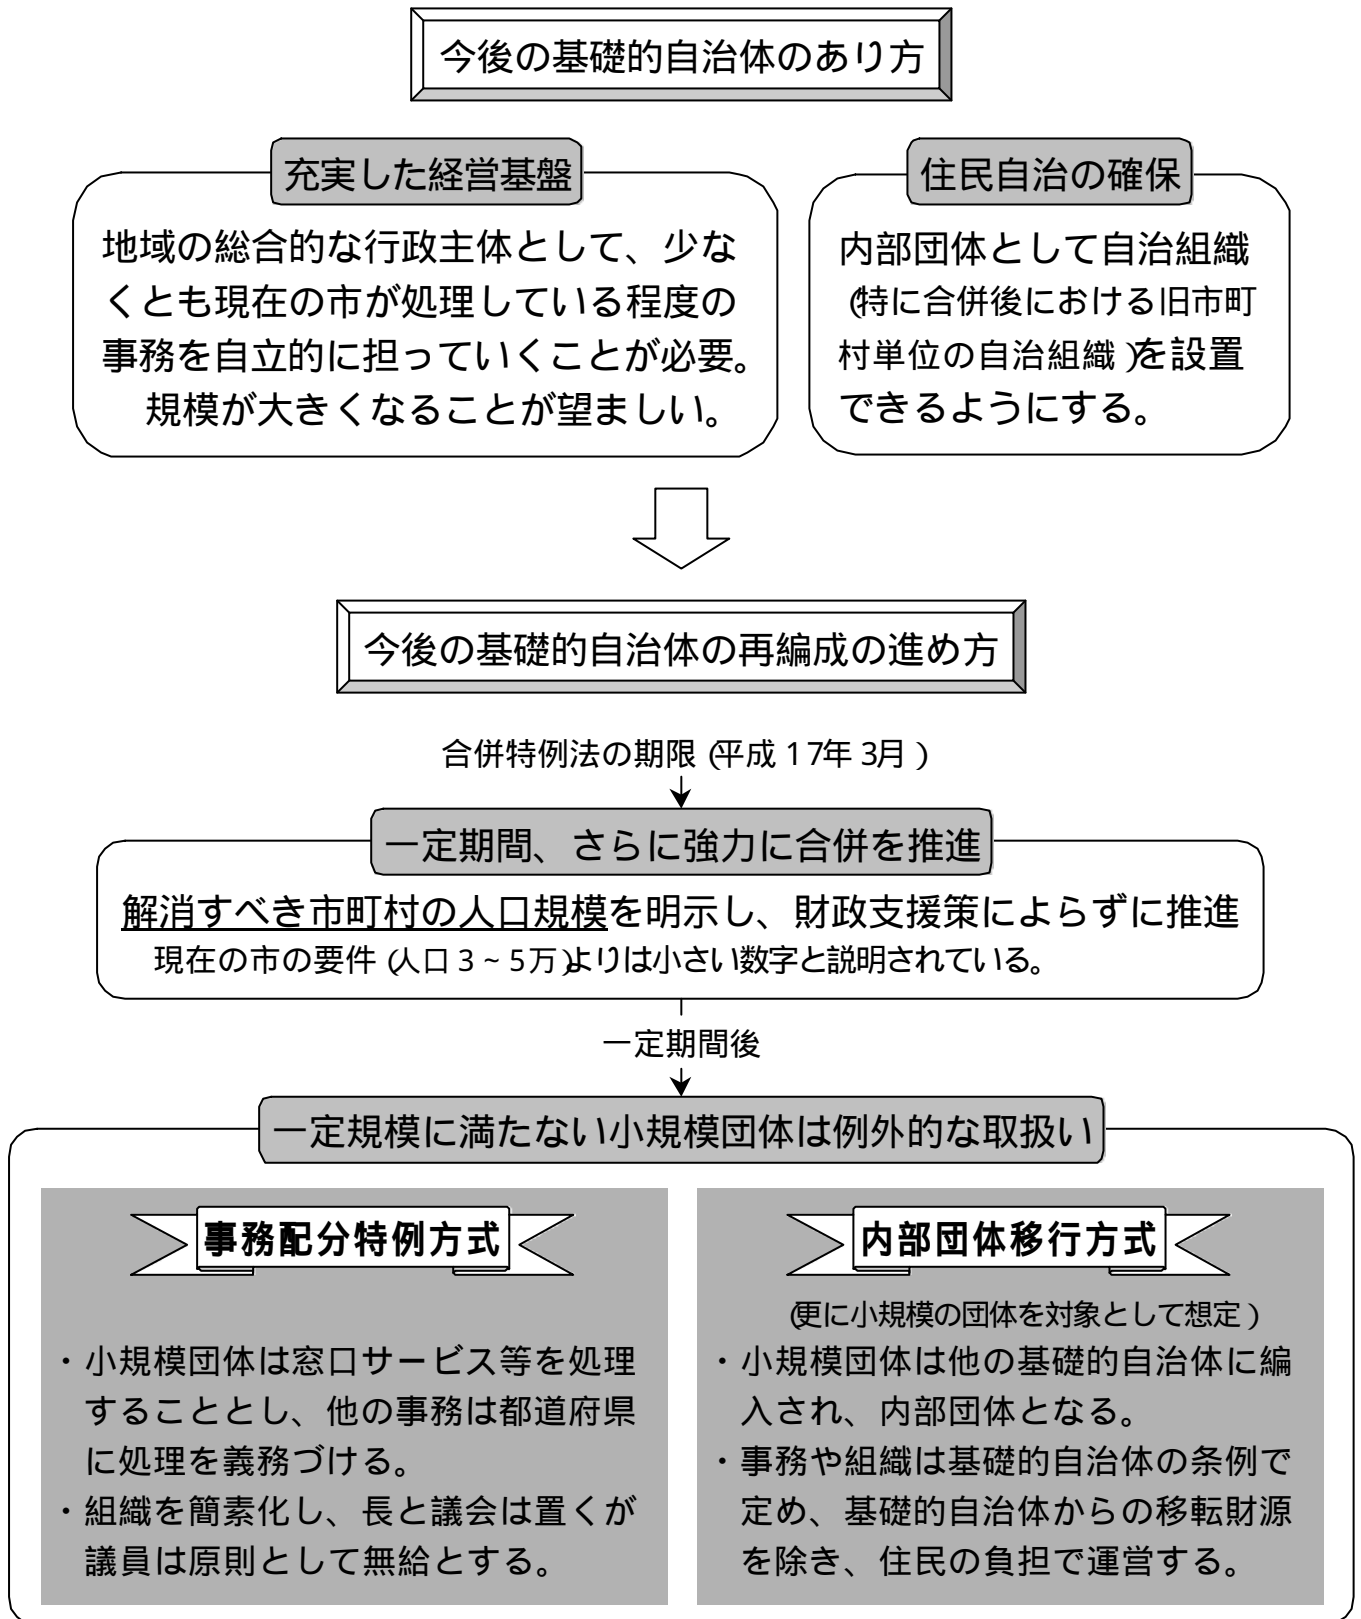 今後の基礎的自治体のあり方
充実した経営基盤
地域の総合的な行政主体として、少な
くとも現在の市が処理している程度の
事務を自立的に担っていくことが必要。
規模が大きくなることが望ましい。
住民自治の確保
内部団体として自治組織
(特に合併後における旧市町
村単位の自治組織)を設置
できるようにする。
今後の基礎的自治体の再編成の進め方
合併特例法の期限(平成17年3月)
一定期間、さらに強力に合併を推進
解消すべき市町村の人口規模を明示し、財政支援策によらずに推進
現在の市の要件(人口3~5万)よりは小さい数字と説明されている。
一定期間後
一定規模に満たない小規模団体は例外的な取扱い
事務配分特例方式
・小規模団体は窓口サービス等を処理
することとし、他の事務は都道府県
に処理を義務づける。
・組織を簡素化し、長と議会は置くが
議員は原則として無給とする。
内部団体移行方式
(更に小規模の団体を対象として想定)
・小規模団体は他の基礎的自治体に編
入され、内部団体となる。
・事務や組織は基礎的自治体の条例で
定め、基礎的自治体からの移転財源
を除き、住民の負担で運営する。